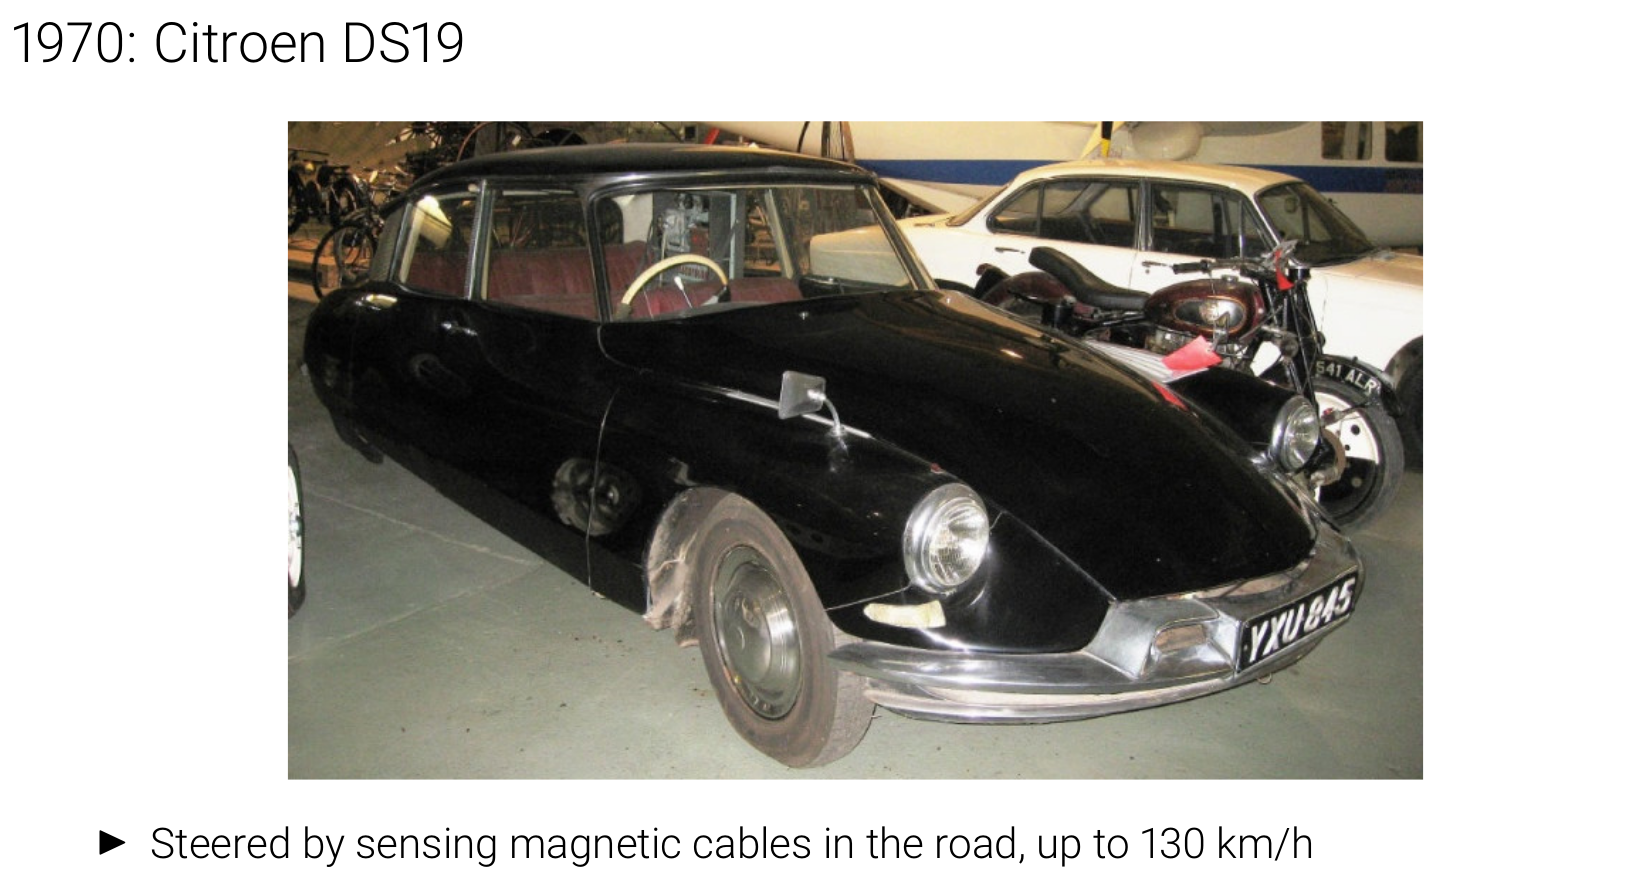 1970: Citroen DS19
541 ALR
YXU 845
► Steered by sensing magnetic cables in the road, up to 130 km/h